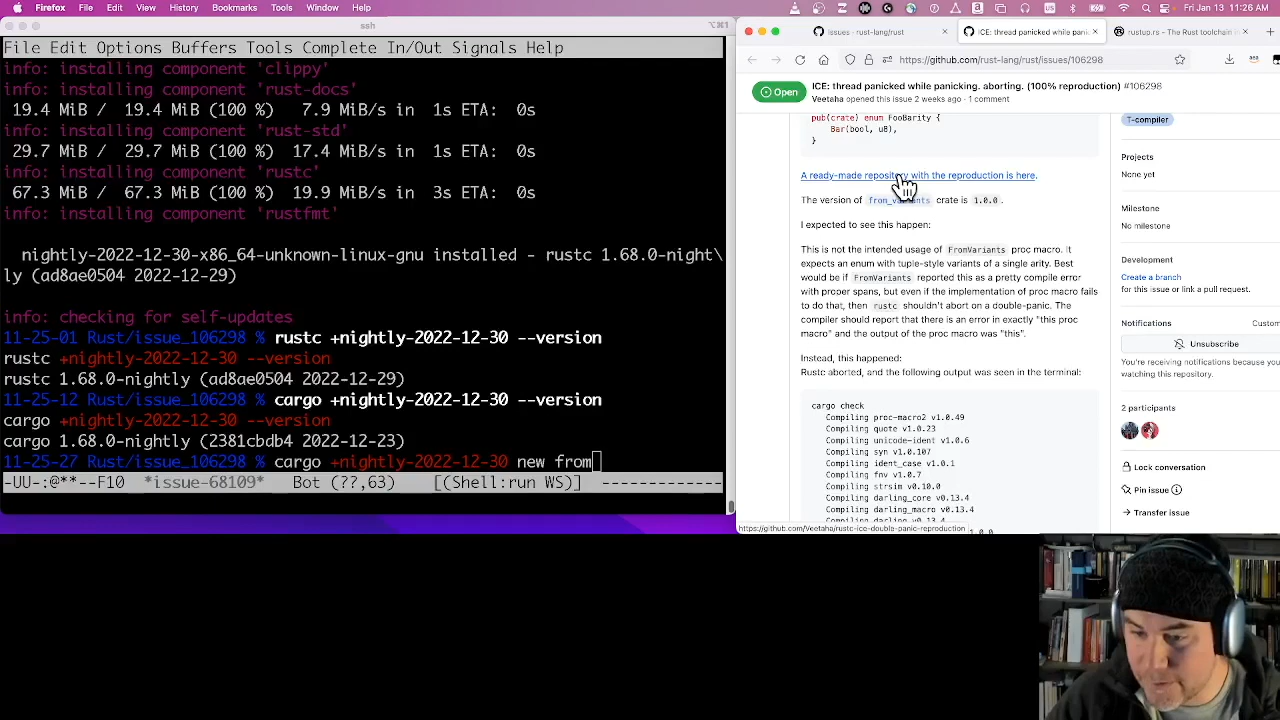 Firefox File Edit View History Bookmarks Tools Window Help
Fri Jan 13 11:26 AM
ssh
⌥⌘1
File Edit Options Buffers Tools Complete In/Out Signals Help
info: installing component 'clippy'
info: installing component 'rust-docs'
19.4 MiB / 19.4 MiB (100 %) 7.9 MiB/s in 1s ETA: 0s
info: installing component 'rust-std'
29.7 MiB / 29.7 MiB (100 %) 17.4 MiB/s in 1s ETA: 0s
info: installing component 'rustc'
67.3 MiB / 67.3 MiB (100 %) 19.9 MiB/s in 3s ETA: 0s
info: installing component 'rustfmt'
nightly-2022-12-30-x86_64-unknown-linux-gnu installed - rustc 1.68.0-night\
ly (ad8ae0504 2022-12-29)
info: checking for self-updates
11-25-01 Rust/issue_106298 % rustc +nightly-2022-12-30 --version
rustc +nightly-2022-12-30 --version
rustc 1.68.0-nightly (ad8ae0504 2022-12-29)
11-25-12 Rust/issue_106298 % cargo +nightly-2022-12-30 --version
cargo +nightly-2022-12-30 --version
cargo 1.68.0-nightly (2381cbdb4 2022-12-23)
11-25-27 Rust/issue_106298 % cargo +nightly-2022-12-30 new from
-UU-:@**--F10 *issue-68109* Bot (??,63) [(Shell:run WS)] -------------
Issues · rust-lang/rust
ICE: thread panicked while pani
rustup.rs - The Rust toolchain i
https://github.com/rust-lang/rust/issues/106298
Open
ICE: thread panicked while panicking. aborting. (100% reproduction) #106298
Veetaha opened this issue 2 weeks ago · 1 comment
pub(crate) enum FooBarity {
Bar(bool, u8),
}
A ready-made repository with the reproduction is here.
The version of from_variants crate is 1.0.0 .
I expected to see this happen:
This is not the intended usage of FromVariants proc macro. It
expects an enum with tuple-style variants of a single arity. Best
would be if FromVariants reported this as a pretty compile error
with proper spans, but even if the implementation of proc macro fails
to do that, then rustc shouldn't abort on a double-panic. The
compiler should report that there is an error in exactly "this proc
macro" and the output of the proc macro was "this".
Instead, this happened:
Rustc aborted, and the following output was seen in the terminal:
cargo check
Compiling proc-macro2 v1.0.49
Compiling quote v1.0.23
Compiling unicode-ident v1.0.6
Compiling syn v1.0.107
Compiling ident_case v1.0.1
Compiling fnv v1.0.7
Compiling strsim v0.10.0
Compiling darling_core v0.13.4
Compiling darling_macro v0.13.4
Compiling darling v0.13.4
1.0.0
https://github.com/Veetaha/rustc-ice-double-panic-reproduction
T-compiler
Projects
None yet
Milestone
No milestone
Development
Create a branch
for this issue or link a pull request.
Notifications
Custom
Unsubscribe
You're receiving notifications because you
watching this repository.
2 participants
Lock conversation
Pin issue
Transfer issue